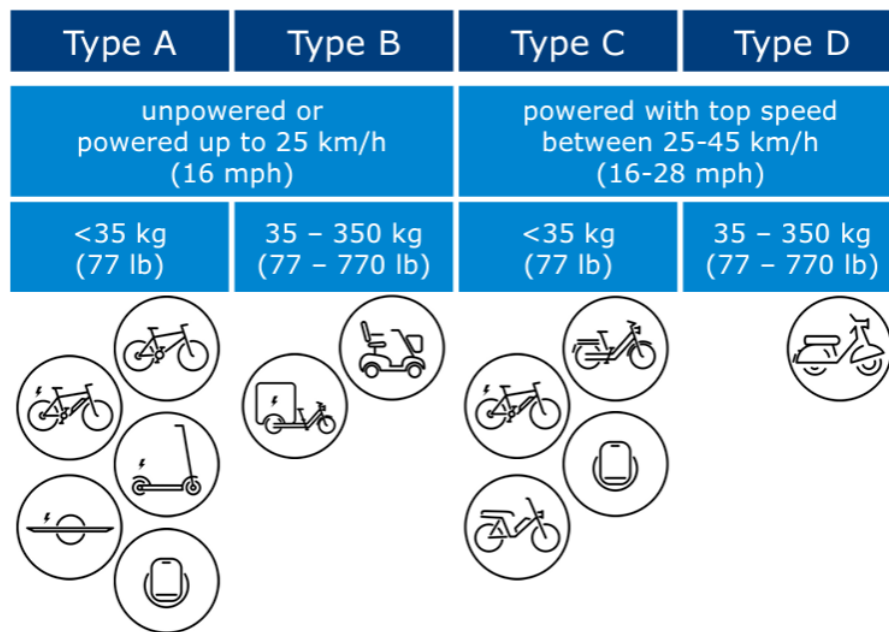 Type A
Type B
Type C
Type D
unpowered or
powered up to 25 km/h
(16 mph)
powered with top speed
between 25-45 km/h
(16-28 mph)
<35 kg
(77 lb)
35 – 350 kg
(77 – 770 lb)
<35 kg
(77 lb)
35 – 350 kg
(77 – 770 lb)